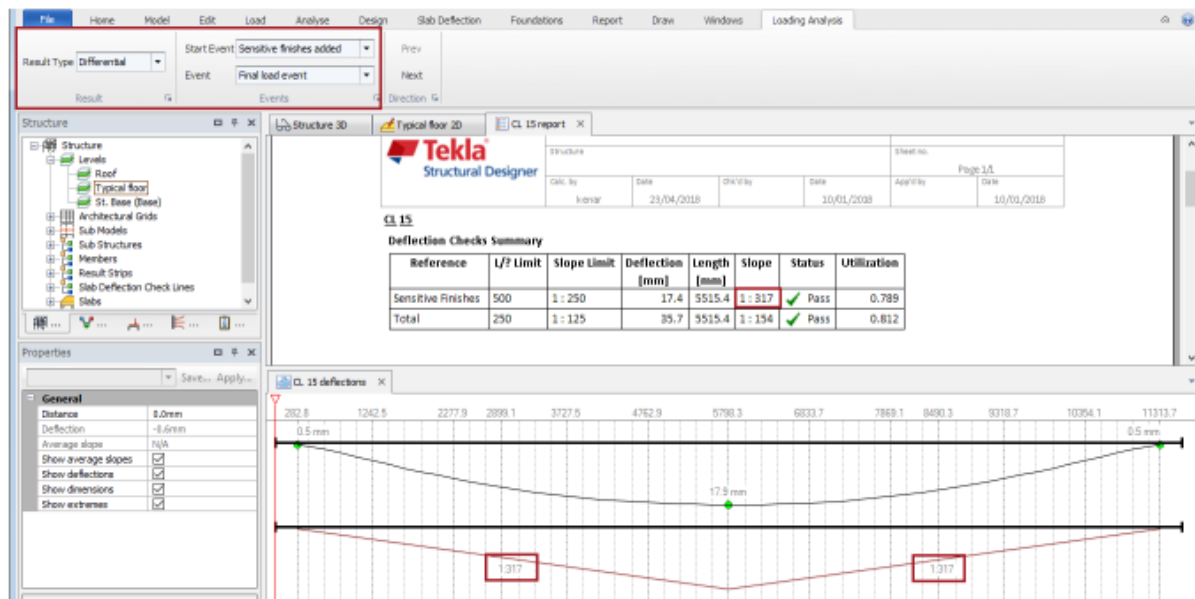 File Home Model Edit Load Analyse Design Slab Deflection Foundations Report Draw Windows Loading Analysis
Start Event Sensitive finishes added Prev
Result Type Differential
Event Final load event Next
Result Events Direction
Structure
Structure 3D Typical floor 2D CL 15 report
Structure
Levels
Roof
Typical floor
St. Base (Base)
Architectural Grids
Sub Models
Sub Structures
Members
Result Strips
Slab Deflection Check Lines
Slabs
Tekla
Structural Designer
Structure Sheet no.
Page 1/1
Calc. by Date Chk'd by Date App'd by Date
kenar 23/04/2018 10/01/2018 10/01/2018
CL 15
Deflection Checks Summary
Reference L/? Limit Slope Limit Deflection [mm] Length [mm] Slope Status Utilization
Sensitive Finishes 500 1 : 250 17.4 5515.4 1 : 317 Pass 0.789
Total 250 1 : 125 35.7 5515.4 1 : 154 Pass 0.812
Properties
Save... Apply...
General
Distance 0.0mm
Deflection -0.6mm
Average slope N/A
Show average slopes
Show deflections
Show dimensions
Show extremes
CL 15 deflections
282.8 1242.5 2277.9 2899.1 3727.5 4762.9 5798.3 6833.7 7869.1 8490.3 9318.7 10354.1 11313.7
0.5 mm 0.5 mm
17.9 mm
1:317 1:317